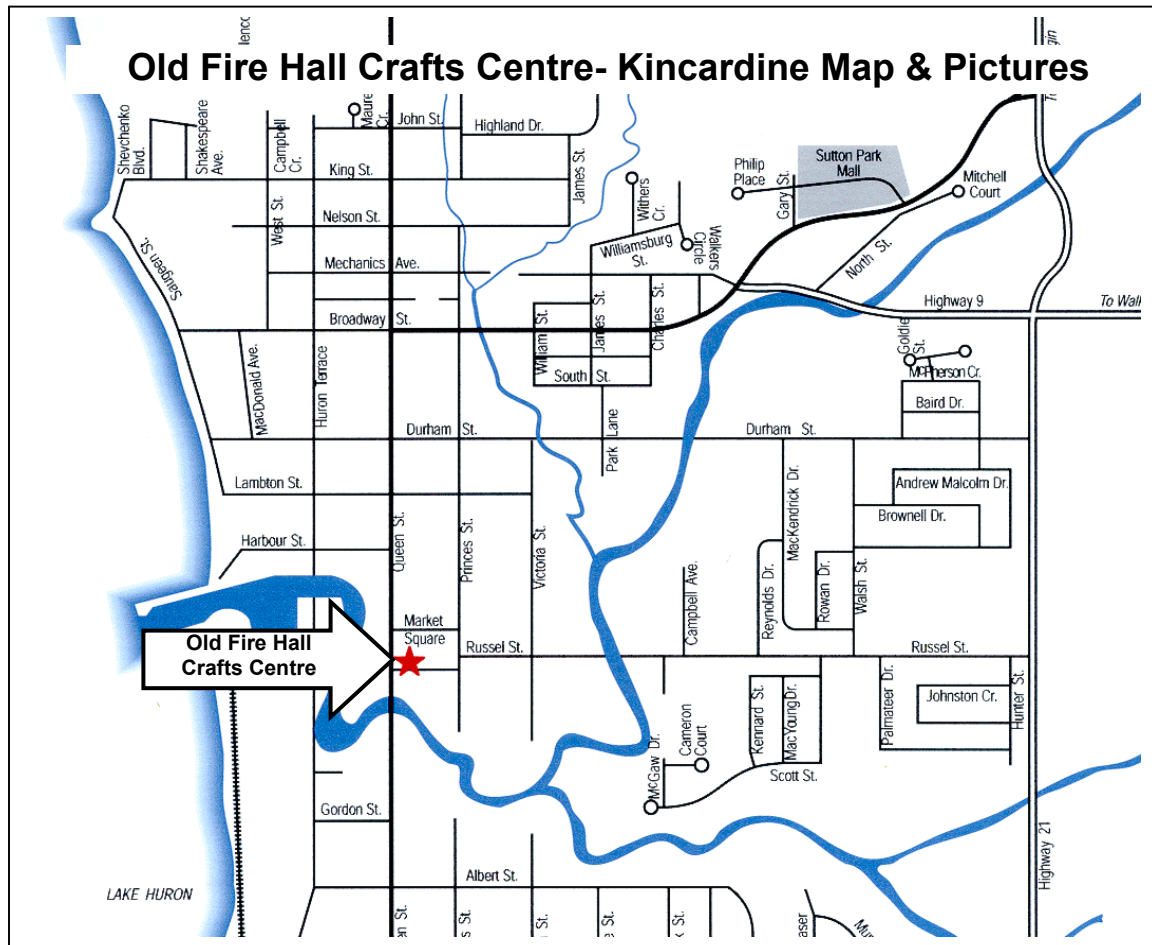 Old Fire Hall Crafts Centre- Kincardine Map & Pictures
John St.
Highland Dr.
Shevchenko
Blvd.
Shakespeare
Ave.
Campbell
Cr.
King St.
James St.
Philip
Place
Sutton Park
Mall
Mitchell
Court
Gary St.
Withers
Cr.
West St.
Nelson St.
Williamsburg
St.
Walkers
Circle
North St.
Saugeen St.
Mechanics Ave.
Highway 9
Broadway St.
William St.
James St.
Charles St.
Goldie
St.
McPherson Cr.
MacDonald Ave.
Huron Terrace
South St.
Baird Dr.
Durham St.
Park Lane
Durham St.
Lambton St.
MacKendrick Dr.
Andrew Malcolm Dr.
Brownell Dr.
Harbour St.
Queen St.
Princes St.
Victoria St.
Campbell Ave.
Reynolds Dr.
Rowan Dr.
Walsh St.
Market
Square
Old Fire Hall
Crafts Centre
Russel St.
Russel St.
Palmateer Dr.
Johnston Cr.
Hunter St.
McGaw Dr.
Cameron
Court
Kennard St.
MacYoung Dr.
Scott St.
Gordon St.
Highway 21
Albert St.
LAKE HURON